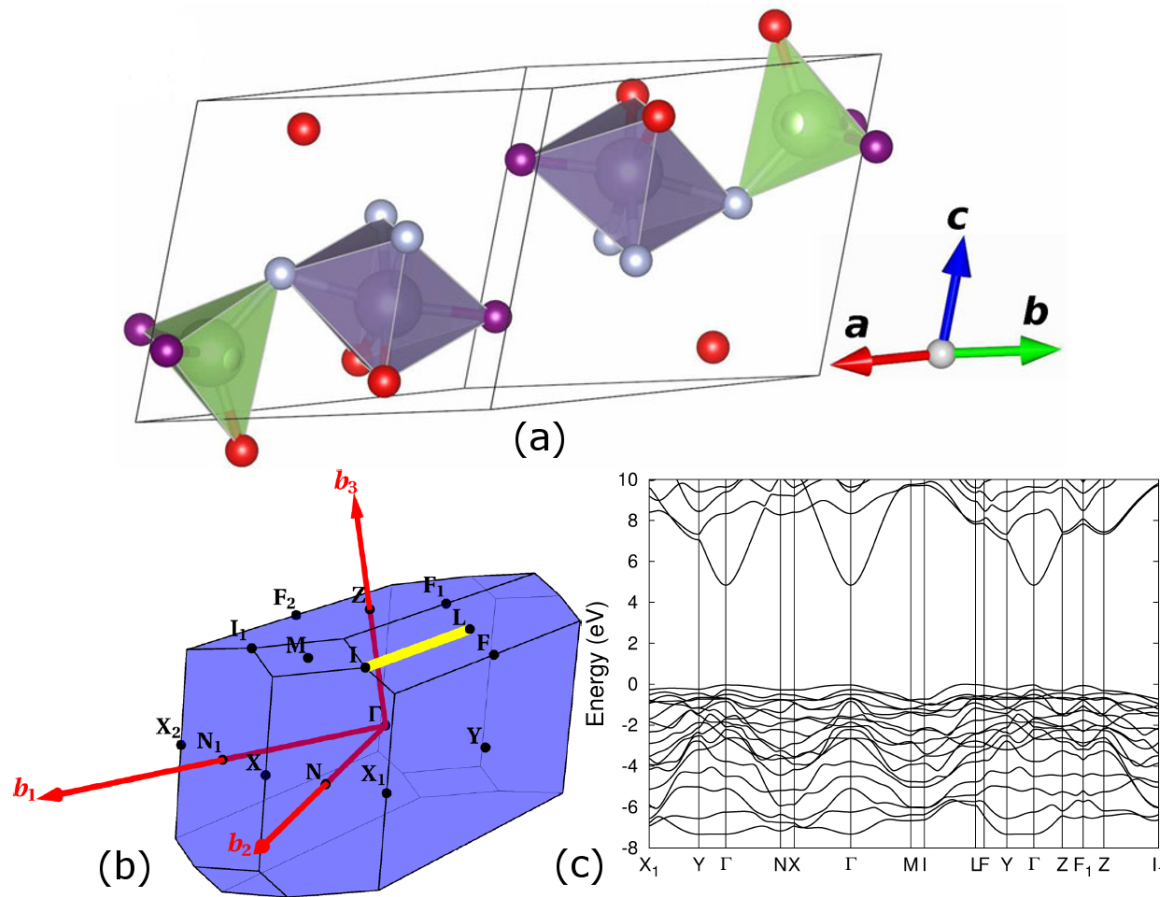 c
a
b
(a)
b3
F2
Z
F1
I1
M
I
L
F
Γ
X2
N1
X
N
X1
Y
b1
b2
(b)
Energy (eV)
10
8
6
4
2
0
-2
-4
-6
-8
X1 Y Γ N X Γ M I L F Y Γ Z F1 Z
(c)